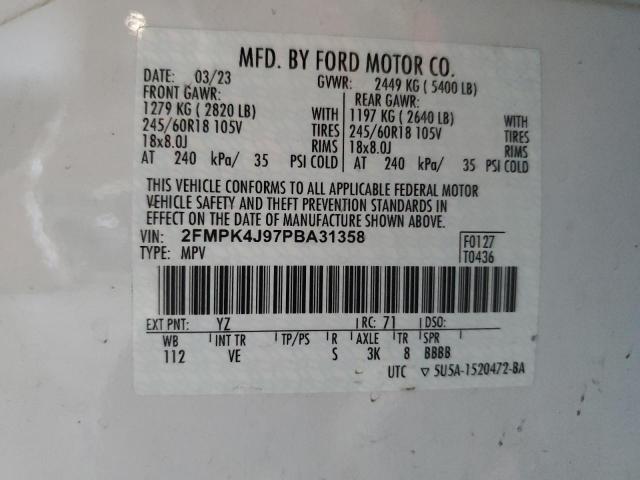 MFD. BY FORD MOTOR CO.
DATE: 03/23 GVWR: 2449 KG ( 5400 LB)
FRONT GAWR: REAR GAWR:
1279 KG ( 2820 LB) WITH 1197 KG ( 2640 LB) WITH
245/60R18 105V TIRES 245/60R18 105V TIRES
18x8.0J RIMS 18x8.0J RIMS
AT 240 kPa/ 35 PSI COLD AT 240 kPa/ 35 PSI COLD
THIS VEHICLE CONFORMS TO ALL APPLICABLE FEDERAL MOTOR
VEHICLE SAFETY AND THEFT PREVENTION STANDARDS IN
EFFECT ON THE DATE OF MANUFACTURE SHOWN ABOVE.
VIN: 2FMPK4J97PBA31358 F0127
TYPE: MPV T0436
EXT PNT: YZ RC: 71 DSO:
WB INT TR TP/PS R AXLE TR SPR
112 VE S 3K 8 BBBB
UTC ▽ 5U5A-1520472-BA